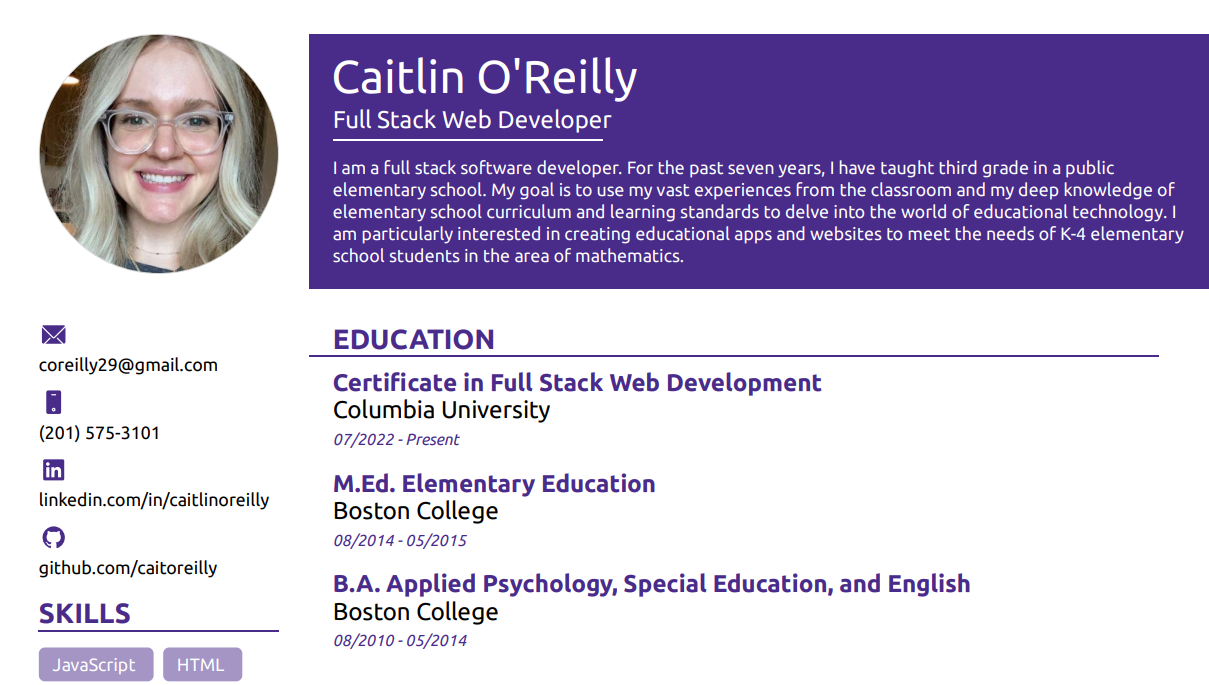 Caitlin O'Reilly
Full Stack Web Developer
I am a full stack software developer. For the past seven years, I have taught third grade in a public
elementary school. My goal is to use my vast experiences from the classroom and my deep knowledge of
elementary school curriculum and learning standards to delve into the world of educational technology. I
am particularly interested in creating educational apps and websites to meet the needs of K-4 elementary
school students in the area of mathematics.
coreilly29@gmail.com
(201) 575-3101
linkedin.com/in/caitlinoreilly
github.com/caitoreilly
SKILLS
JavaScript
HTML
EDUCATION
Certificate in Full Stack Web Development
Columbia University
07/2022 - Present
M.Ed. Elementary Education
Boston College
08/2014 - 05/2015
B.A. Applied Psychology, Special Education, and English
Boston College
08/2010 - 05/2014